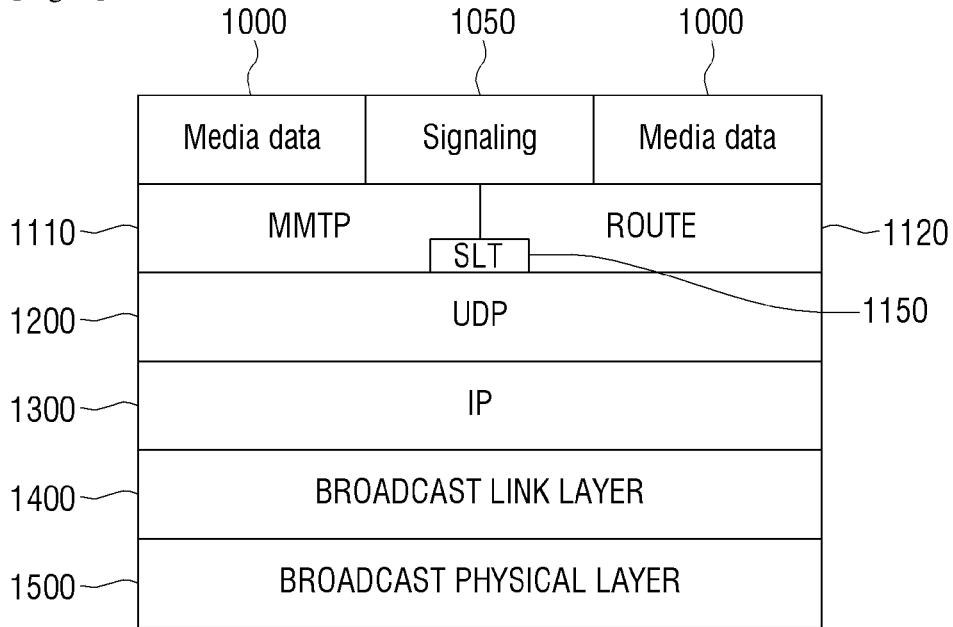 1000 1050 1000
Media data Signaling Media data
1110 MMTP ROUTE 1120
SLT
1200 UDP 1150
1300 IP
1400 BROADCAST LINK LAYER
1500 BROADCAST PHYSICAL LAYER